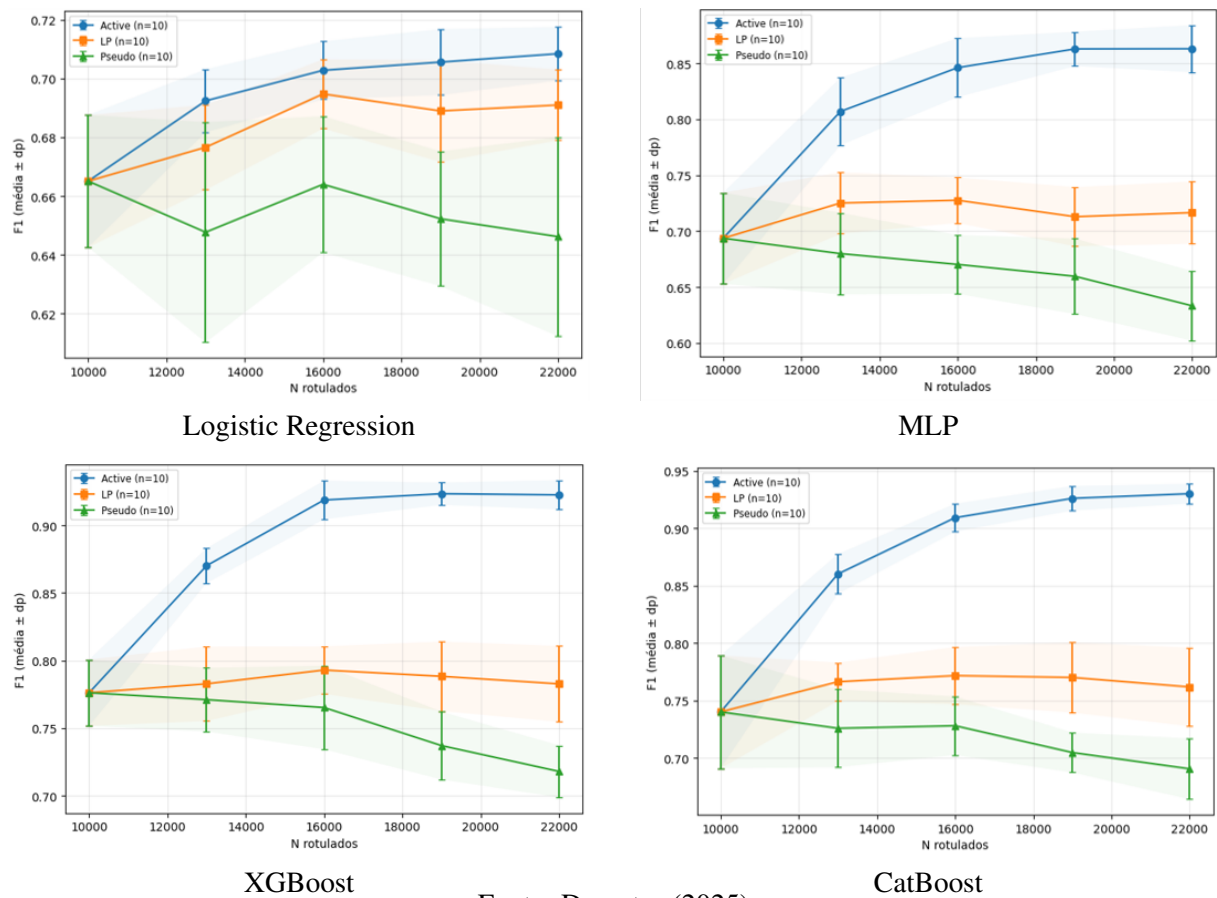 0.72
0.70
0.68
0.66
0.64
0.62
F1 (média ± dp)
Active (n=10)
LP (n=10)
Pseudo (n=10)
10000 12000 14000 16000 18000 20000 22000
N rotulados
Logistic Regression
0.85
0.80
0.75
0.70
0.65
0.60
F1 (média ± dp)
Active (n=10)
LP (n=10)
Pseudo (n=10)
10000 12000 14000 16000 18000 20000 22000
N rotulados
MLP
0.90
0.85
0.80
0.75
0.70
F1 (média ± dp)
Active (n=10)
LP (n=10)
Pseudo (n=10)
10000 12000 14000 16000 18000 20000 22000
N rotulados
XGBoost
0.95
0.90
0.85
0.80
0.75
0.70
F1 (média ± dp)
Active (n=10)
LP (n=10)
Pseudo (n=10)
10000 12000 14000 16000 18000 20000 22000
N rotulados
CatBoost
(2025)